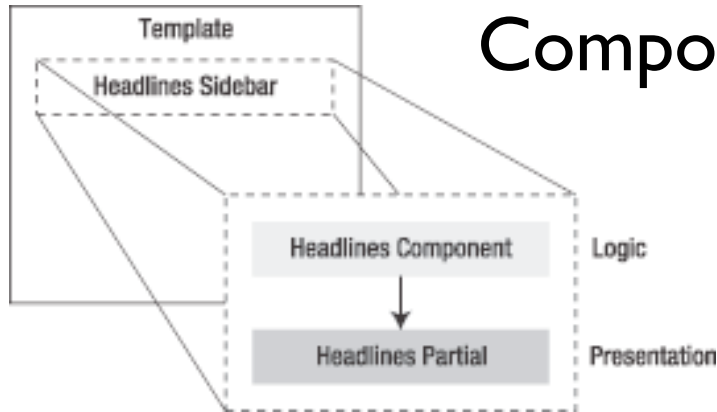 Template
Compo
Headlines Sidebar
Headlines Component
Logic
Headlines Partial
Presentation